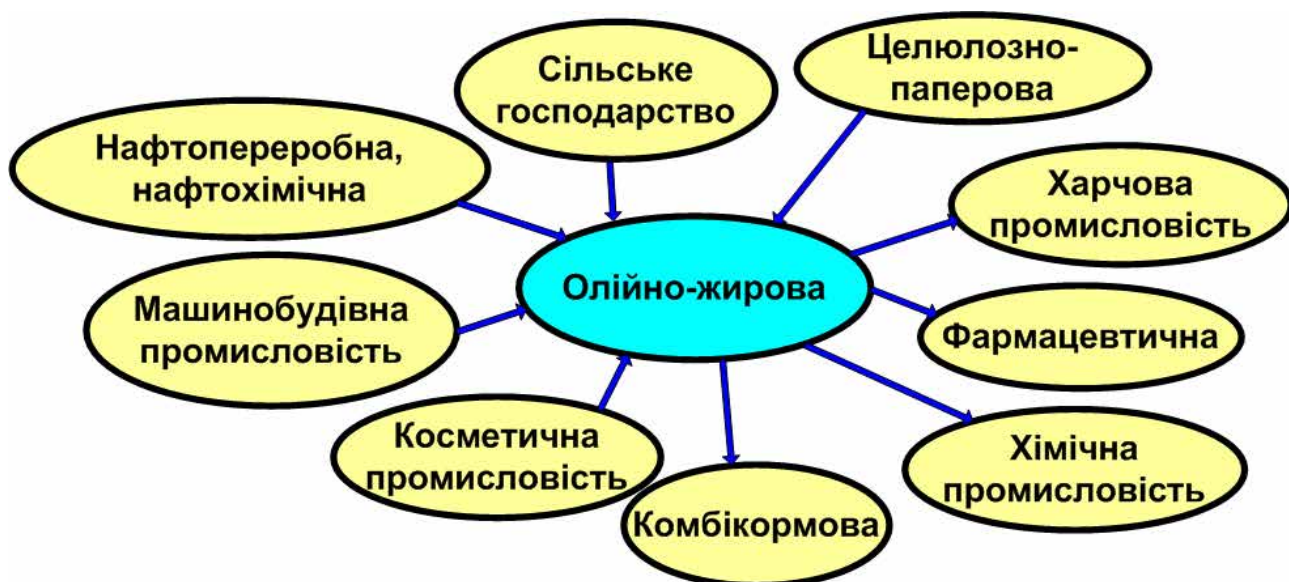 Сільське
господарство
Целюлозно-
паперова
Нафтопереробна,
нафтохімічна
Харчова
промисловість
Олійно-жирова
Машинобудівна
промисловість
Фармацевтична
Косметична
промисловість
Хімічна
промисловість
Комбікормова